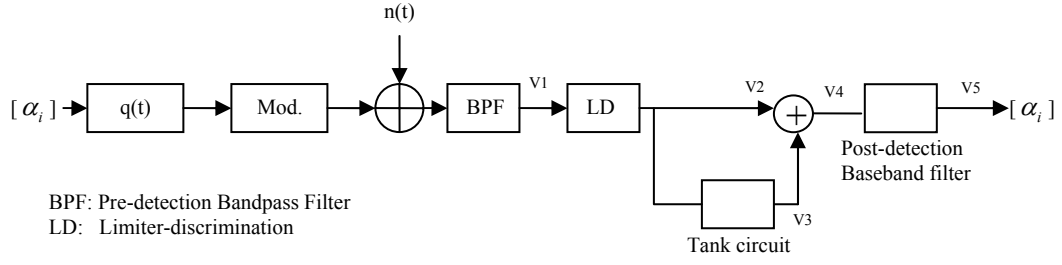 n(t)
[ α_i ]
q(t)
Mod.
BPF
V1
LD
V2
+
V4
V5
[ α_i ]
Post-detection
Baseband filter
V3
Tank circuit
BPF: Pre-detection Bandpass Filter
LD: Limiter-discrimination